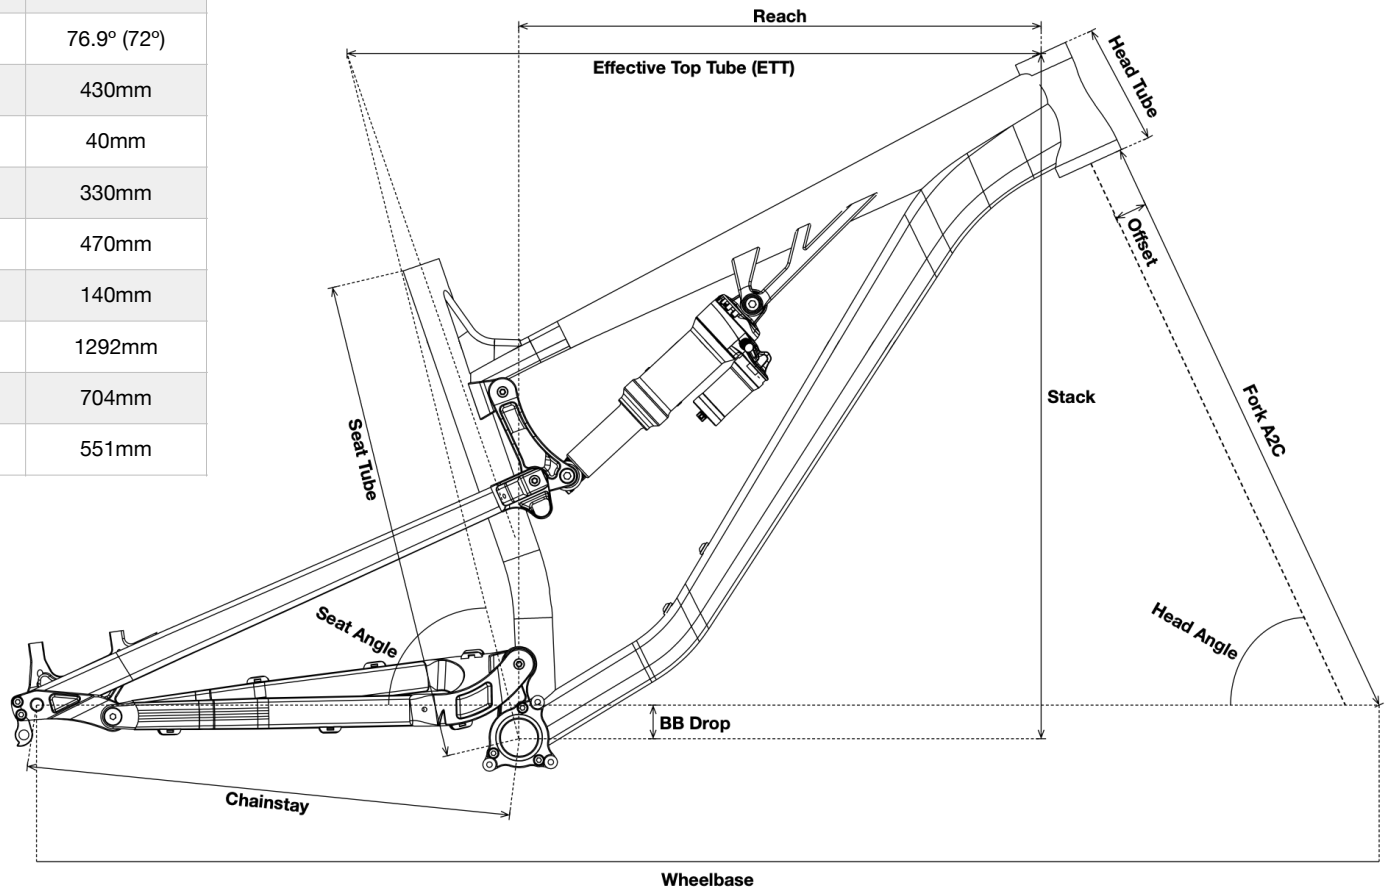 Reach
76.9º (72º)
Effective Top Tube (ETT)
Head Tube
430mm
40mm
330mm
Offset
470mm
140mm
1292mm
704mm
Stack
Fork A2C
551mm
Seat Tube
Seat Angle
Head Angle
BB Drop
Chainstay
Wheelbase